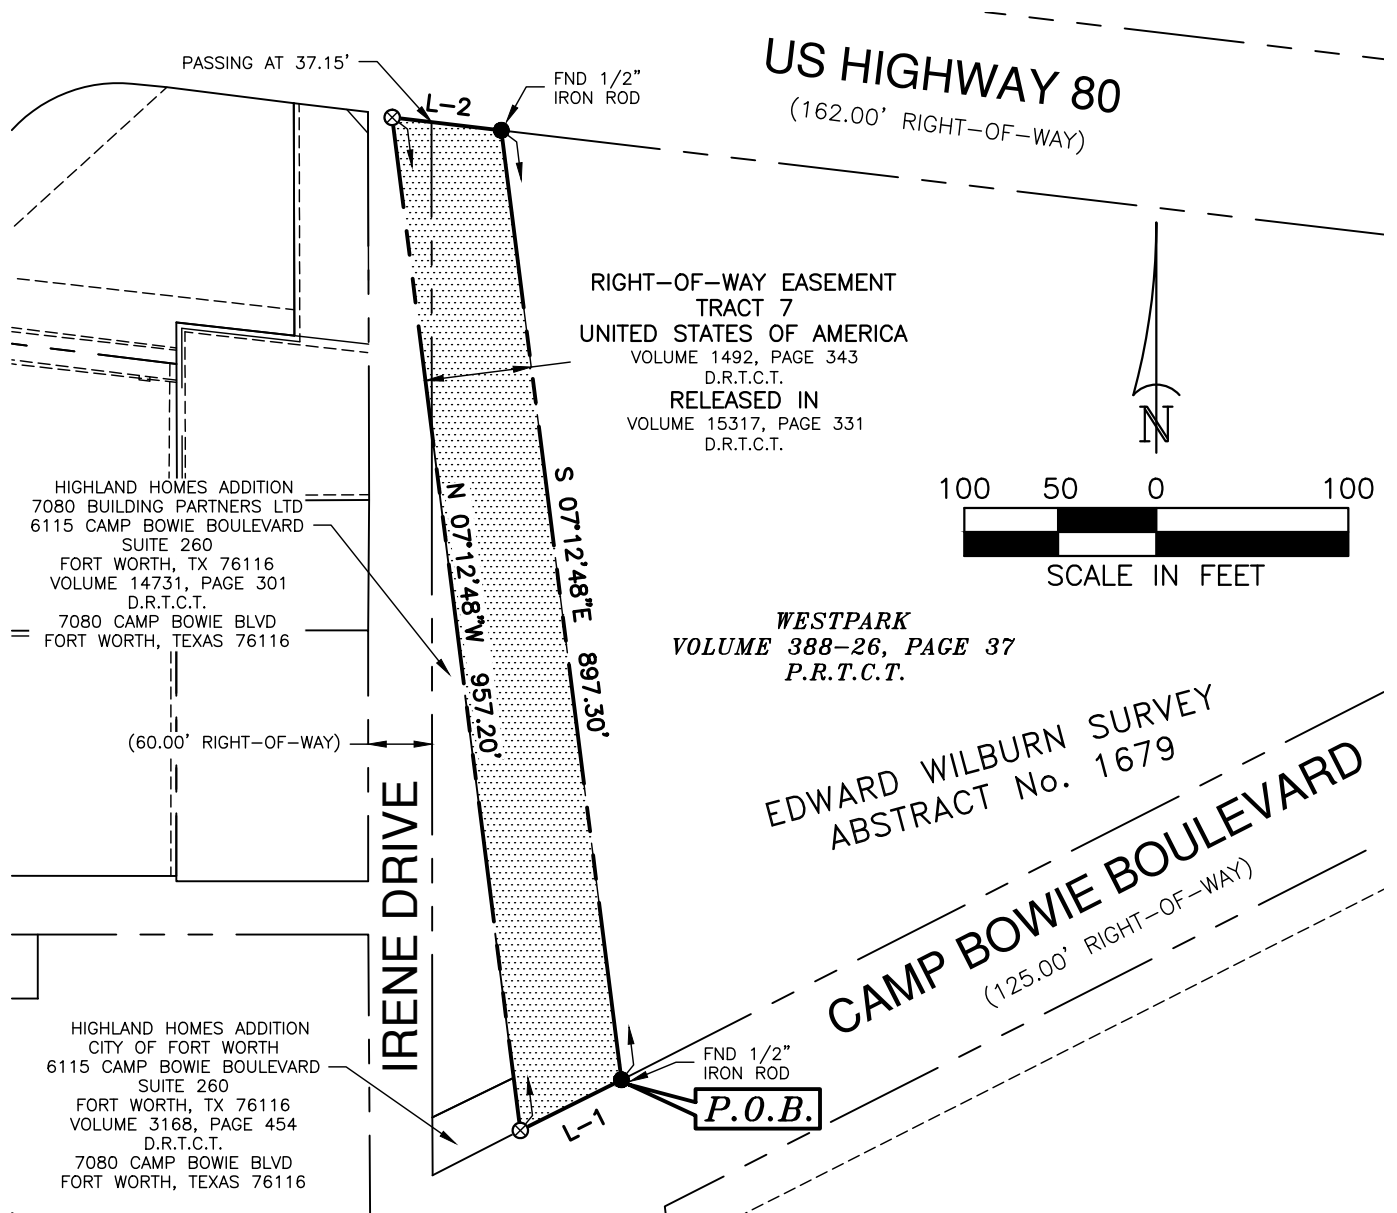 US HIGHWAY 80
(162.00' RIGHT-OF-WAY)
PASSING AT 37.15'
L-2
FND 1/2"
IRON ROD
RIGHT-OF-WAY EASEMENT
TRACT 7
UNITED STATES OF AMERICA
VOLUME 1492, PAGE 343
D.R.T.C.T.
RELEASED IN
VOLUME 15317, PAGE 331
D.R.T.C.T.
N
100 50 0 100
SCALE IN FEET
HIGHLAND HOMES ADDITION
7080 BUILDING PARTNERS LTD
6115 CAMP BOWIE BOULEVARD
SUITE 260
FORT WORTH, TX 76116
VOLUME 14731, PAGE 301
D.R.T.C.T.
7080 CAMP BOWIE BLVD
FORT WORTH, TEXAS 76116
N 07°12'48"W 957.20'
S 07°12'48"E 897.30'
WESTPARK
VOLUME 388-26, PAGE 37
P.R.T.C.T.
(60.00' RIGHT-OF-WAY)
IRENE DRIVE
EDWARD WILBURN SURVEY
ABSTRACT No. 1679
CAMP BOWIE BOULEVARD
(125.00' RIGHT-OF-WAY)
HIGHLAND HOMES ADDITION
CITY OF FORT WORTH
6115 CAMP BOWIE BOULEVARD
SUITE 260
FORT WORTH, TX 76116
VOLUME 3168, PAGE 454
D.R.T.C.T.
7080 CAMP BOWIE BLVD
FORT WORTH, TEXAS 76116
FND 1/2"
IRON ROD
P.O.B.
L-1